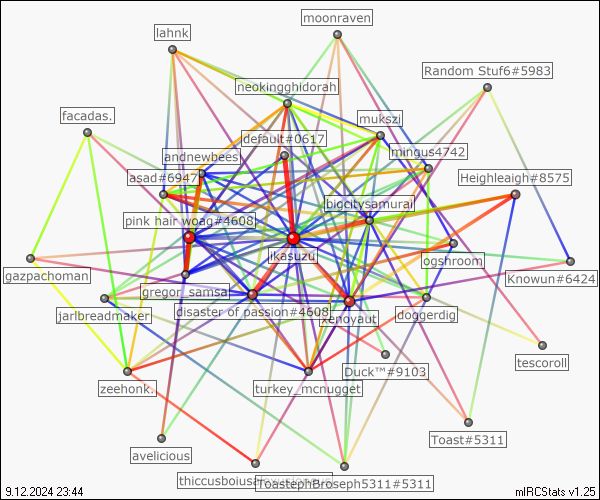 moonraven
lahnk
Random Stuf6#5983
neokingghidorah
facadas.
mukszi
default#0617
mingus4742
andnewbees
asad#6947
Heighleaigh#8575
bigcitysamurai
pink hair woag#4608
ikasuzu
ogshroom
gazpachoman
Knowun#6424
gregor_samsa
disaster of passion#4608
jarlbreadmaker
xenoyaut
doggerdig
tescoroll
Duck™#9103
zeehonk.
turkey_mcnugget
Toast#5311
avelicious
thiccusboiusa
ToastephBroseph5311#5311
9.12.2024 23:44
mIRCStats v1.25